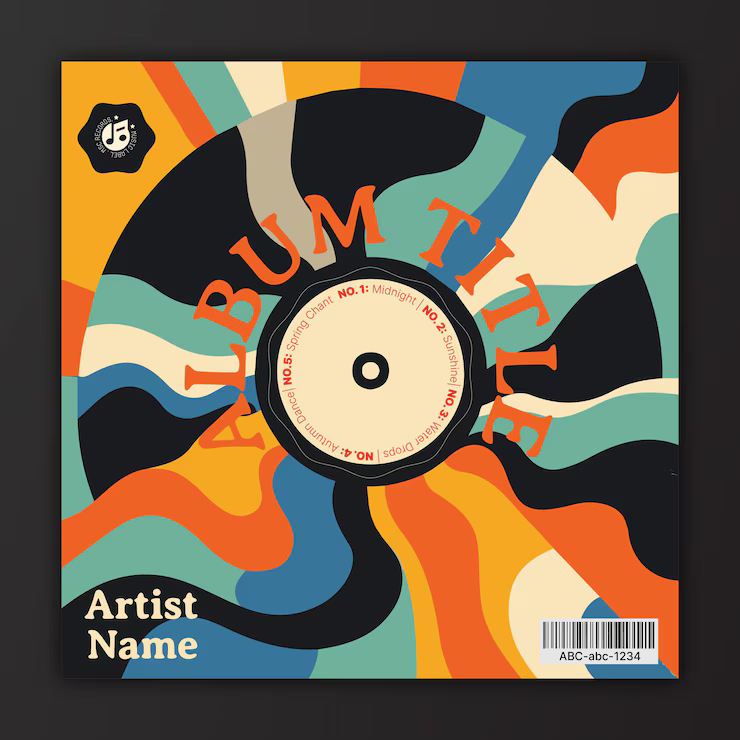 MBC RECORDS
MUSIC LABEL
ALBUM TITLE
NO.1: Midnight |
NO.2: Sunshine|
NO.3: Water Drops |
NO.4: Autumn Dance|
NO.5: Spring Chant
Artist
Name
ABC-abc-1234